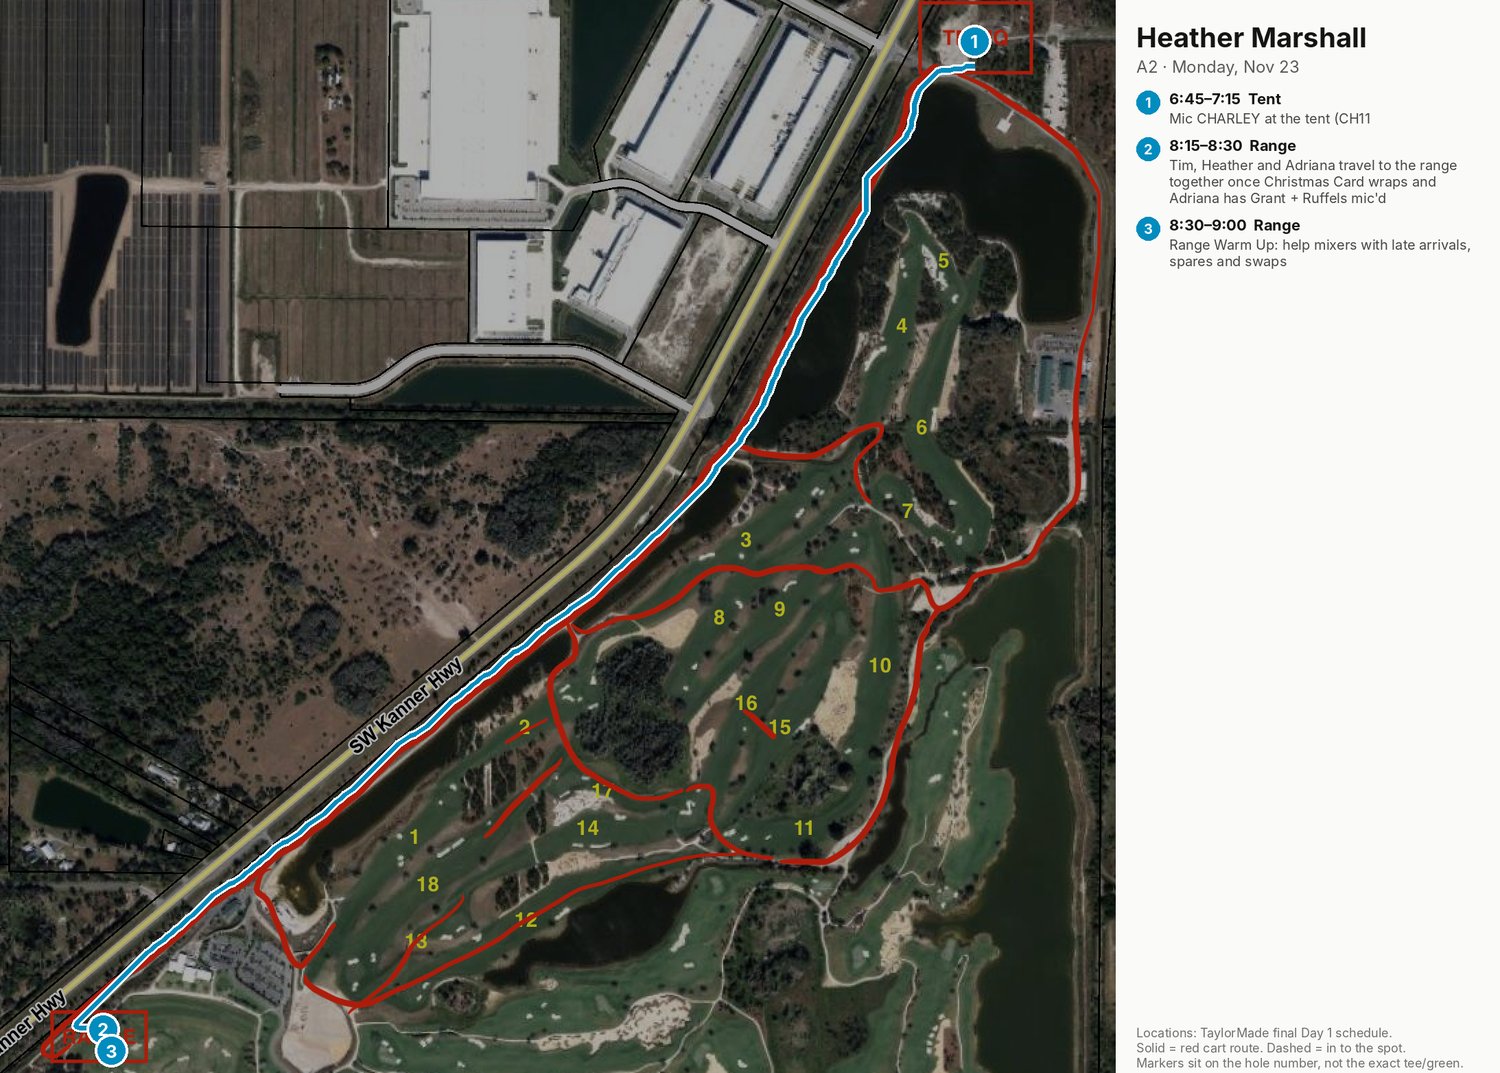 Heather Marshall
A2 · Monday, Nov 23
1
6:45–7:15 Tent
Mic CHARLEY at the tent (CH11
2
8:15–8:30 Range
Tim, Heather and Adriana travel to the range
together once Christmas Card wraps and
Adriana has Grant + Ruffels mic'd
3
8:30–9:00 Range
Range Warm Up: help mixers with late arrivals,
spares and swaps
1
5
4
6
7
3
8
9
10
16
15
2
17
14
11
1
18
12
13
SW Kanner Hwy
Hwy
2
3
Locations: TaylorMade final Day 1 schedule.
Solid = red cart route. Dashed = in to the spot.
Markers sit on the hole number, not the exact tee/green.